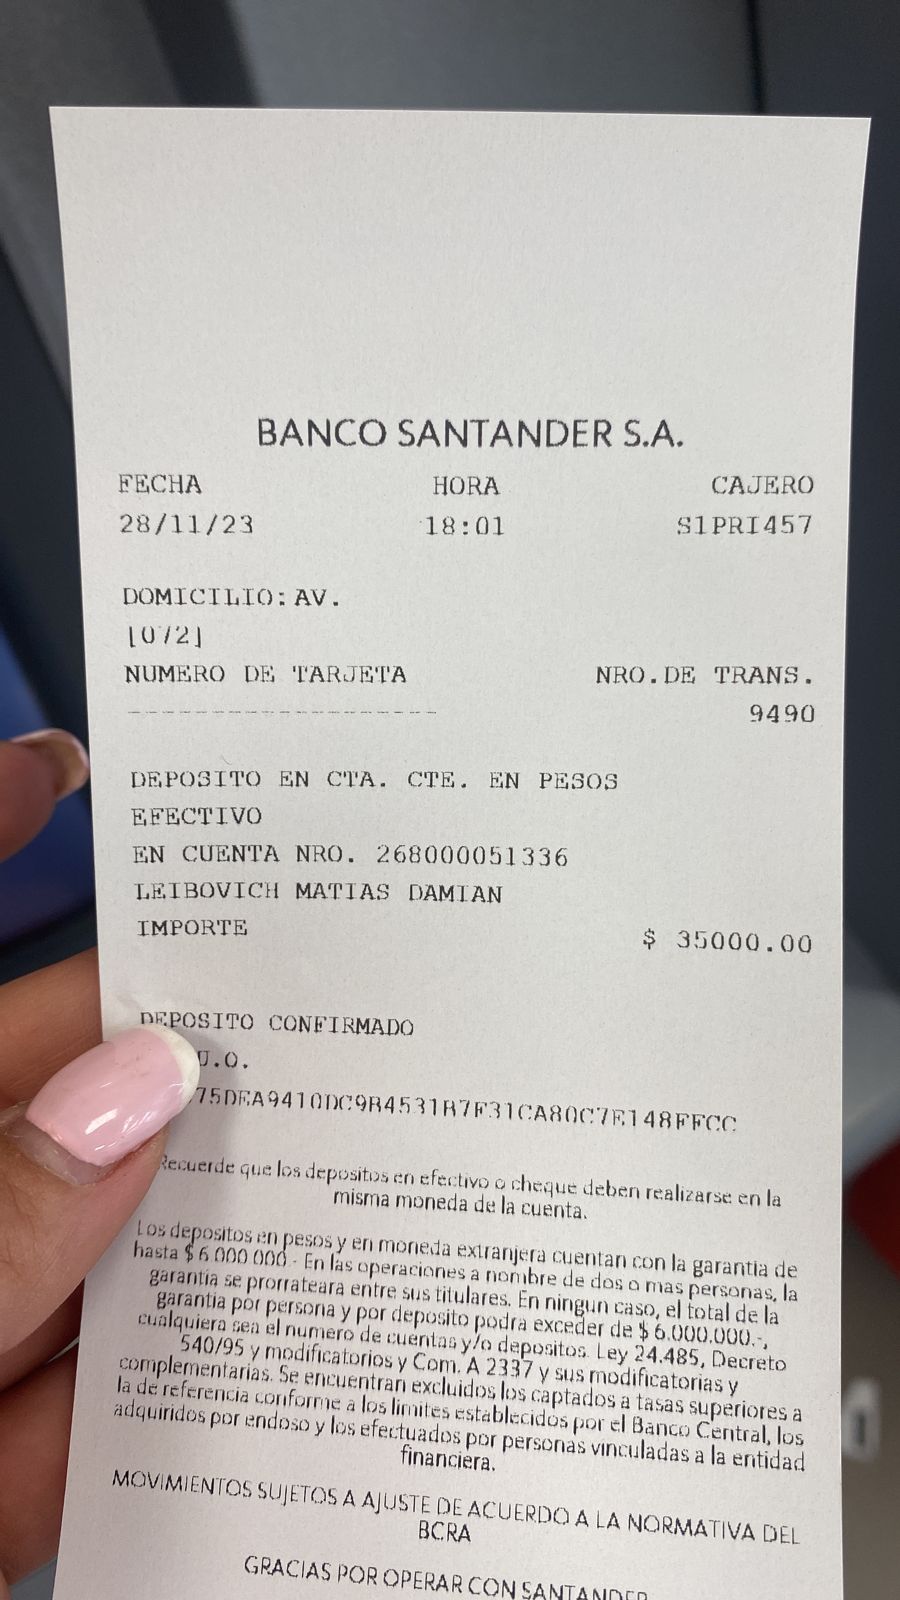 BANCO SANTANDER S.A.
FECHA HORA CAJERO
28/11/23 18:01 S1PRI457
DOMICILIO: AV.
[072]
NUMERO DE TARJETA NRO.DE TRANS.
------------------- 9490
DEPOSITO EN CTA. CTE. EN PESOS
EFECTIVO
EN CUENTA NRO. 268000051336
LEIBOVICH MATIAS DAMIAN
IMPORTE $ 35000.00
DEPOSITO CONFIRMADO
U.O.
75DEA9410DC9B4531B7F31CA80C7E148FFCC
Recuerde que los depositos en efectivo o cheque deben realizarse en la
misma moneda de la cuenta.
Los depositos en pesos y en moneda extranjera cuentan con la garantia de
hasta $ 6.000.000.- En las operaciones a nombre de dos o mas personas, la
garantia se prorrateara entre sus titulares. En ningun caso, el total de la
garantia por persona y por deposito podra exceder de $ 6.000.000.-,
cualquiera sea el numero de cuentas y/o depositos. Ley 24.485, Decreto
540/95 y modificatorios y Com. A 2337 y sus modificatorias y
complementarias. Se encuentran excluidos los captados a tasas superiores a
la de referencia conforme a los limites establecidos por el Banco Central, los
adquiridos por endoso y los efectuados por personas vinculadas a la entidad
financiera.
MOVIMIENTOS SUJETOS A AJUSTE DE ACUERDO A LA NORMATIVA DEL
BCRA
GRACIAS POR OPERAR CON SANTANDER